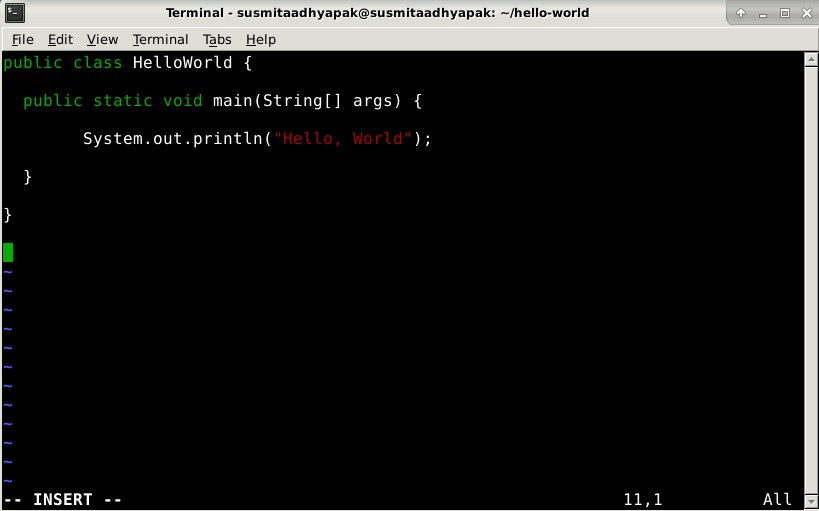 Terminal - susmitaadhyapak@susmitaadhyapak: ~/hello-world
File Edit View Terminal Tabs Help
public class HelloWorld {
public static void main(String[] args) {
System.out.println("Hello, World");
}
}
~
~
~
~
~
~
~
~
~
~
~
~
-- INSERT -- 11,1 All